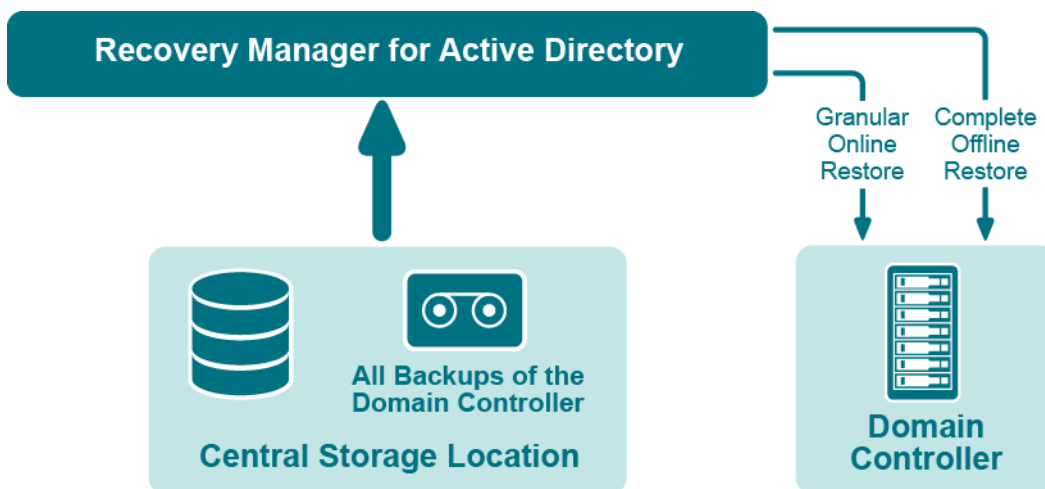 Recovery Manager for Active Directory
Granular
Online
Restore
Complete
Offline
Restore
All Backups of the
Domain Controller
Central Storage Location
Domain
Controller